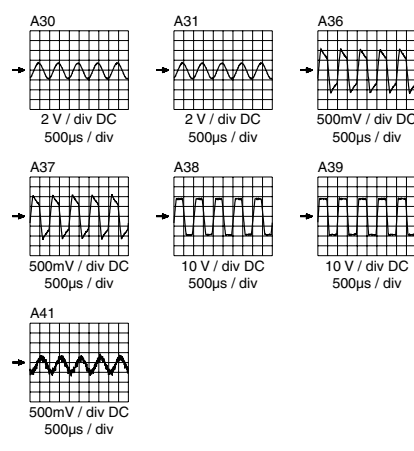 A30
2 V / div DC
500µs / div
A31
2 V / div DC
500µs / div
A36
500mV / div DC
500µs / div
A37
500mV / div DC
500µs / div
A38
10 V / div DC
500µs / div
A39
10 V / div DC
500µs / div
A41
500mV / div DC
500µs / div